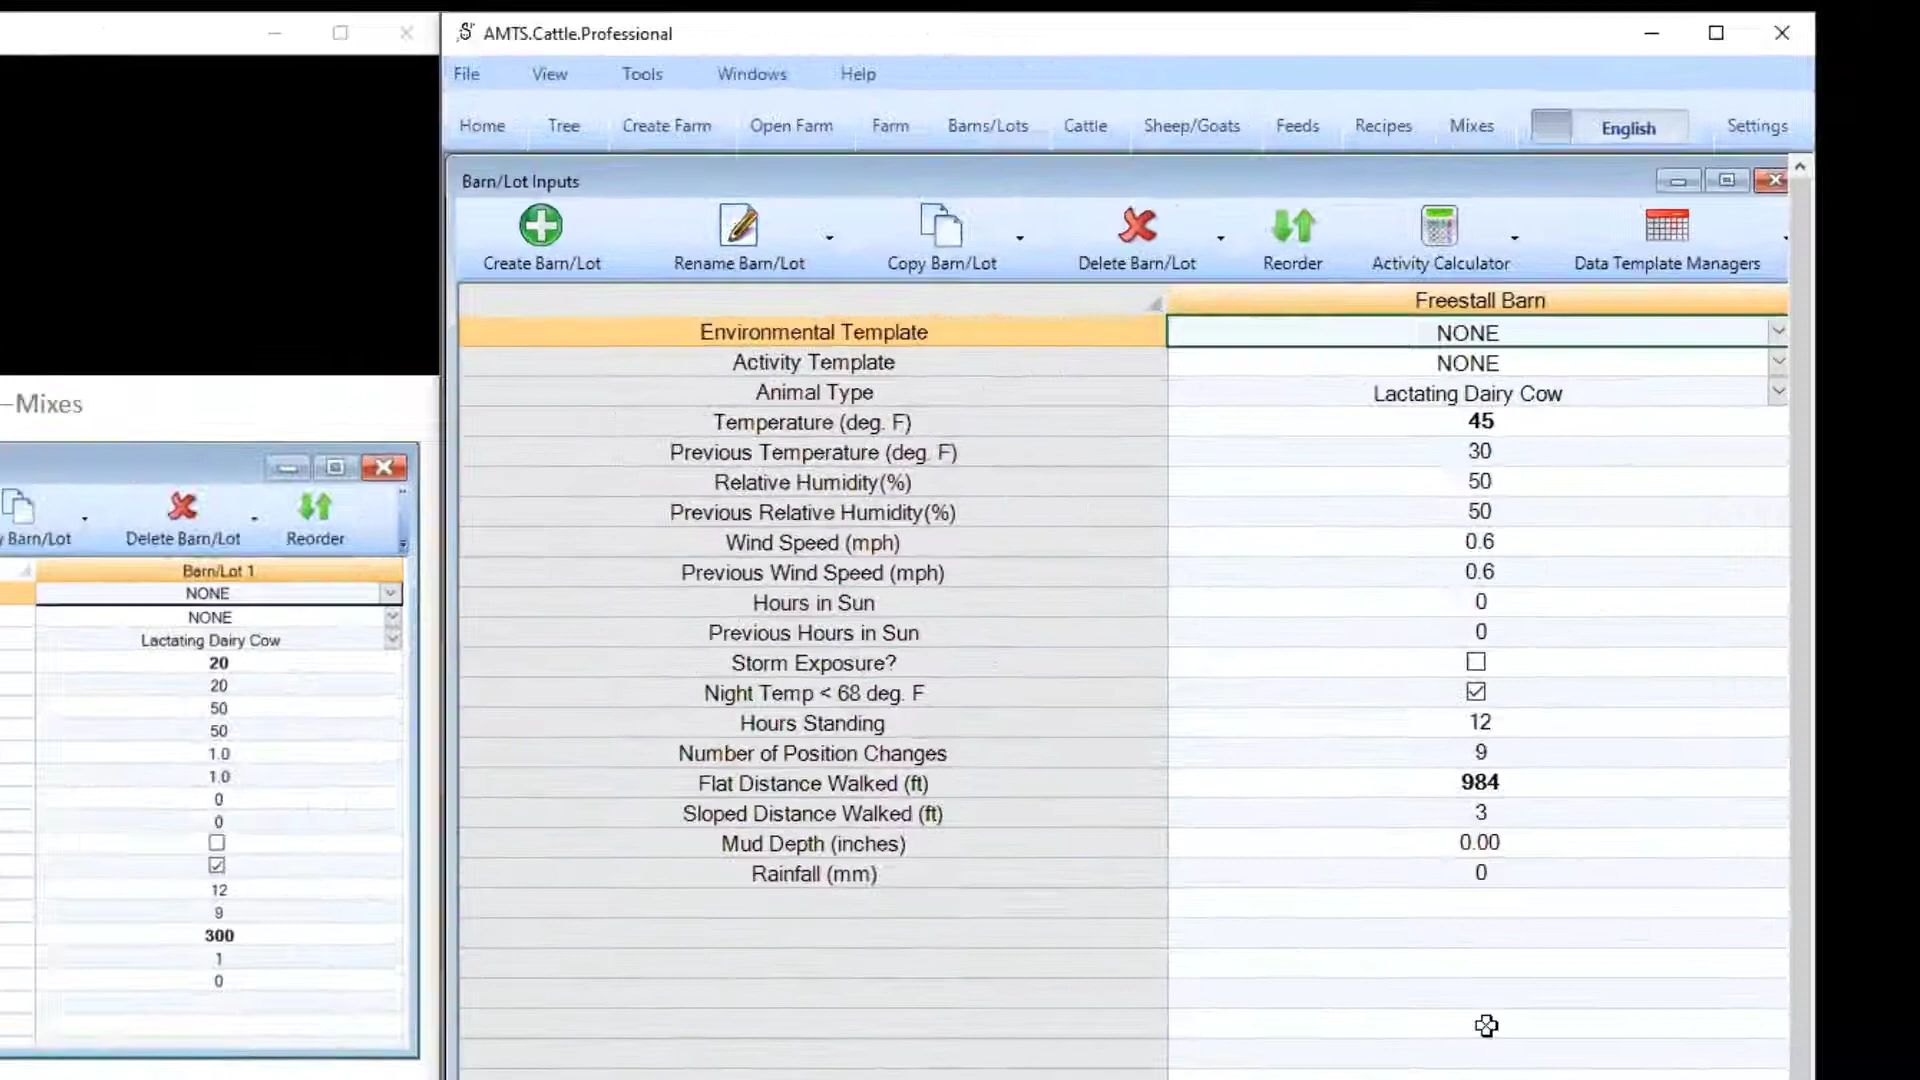 AMTS.Cattle.Professional
File View Tools Windows Help
Home Tree Create Farm Open Farm Farm Barns/Lots Cattle Sheep/Goats Feeds Recipes Mixes English Settings
Barn/Lot Inputs
Create Barn/Lot Rename Barn/Lot Copy Barn/Lot Delete Barn/Lot Reorder Activity Calculator Data Template Managers
Freestall Barn
Environmental Template NONE
Activity Template NONE
Animal Type Lactating Dairy Cow
Temperature (deg. F) 45
Previous Temperature (deg. F) 30
Relative Humidity(%) 50
Previous Relative Humidity(%) 50
Wind Speed (mph) 0.6
Previous Wind Speed (mph) 0.6
Hours in Sun 0
Previous Hours in Sun 0
Storm Exposure?
Night Temp < 68 deg. F
Hours Standing 12
Number of Position Changes 9
Flat Distance Walked (ft) 984
Sloped Distance Walked (ft) 3
Mud Depth (inches) 0.00
Rainfall (mm) 0
–Mixes
y Barn/Lot Delete Barn/Lot Reorder
Barn/Lot 1
NONE
NONE
Lactating Dairy Cow
20
20
50
50
1.0
1.0
0
0
12
9
300
1
0